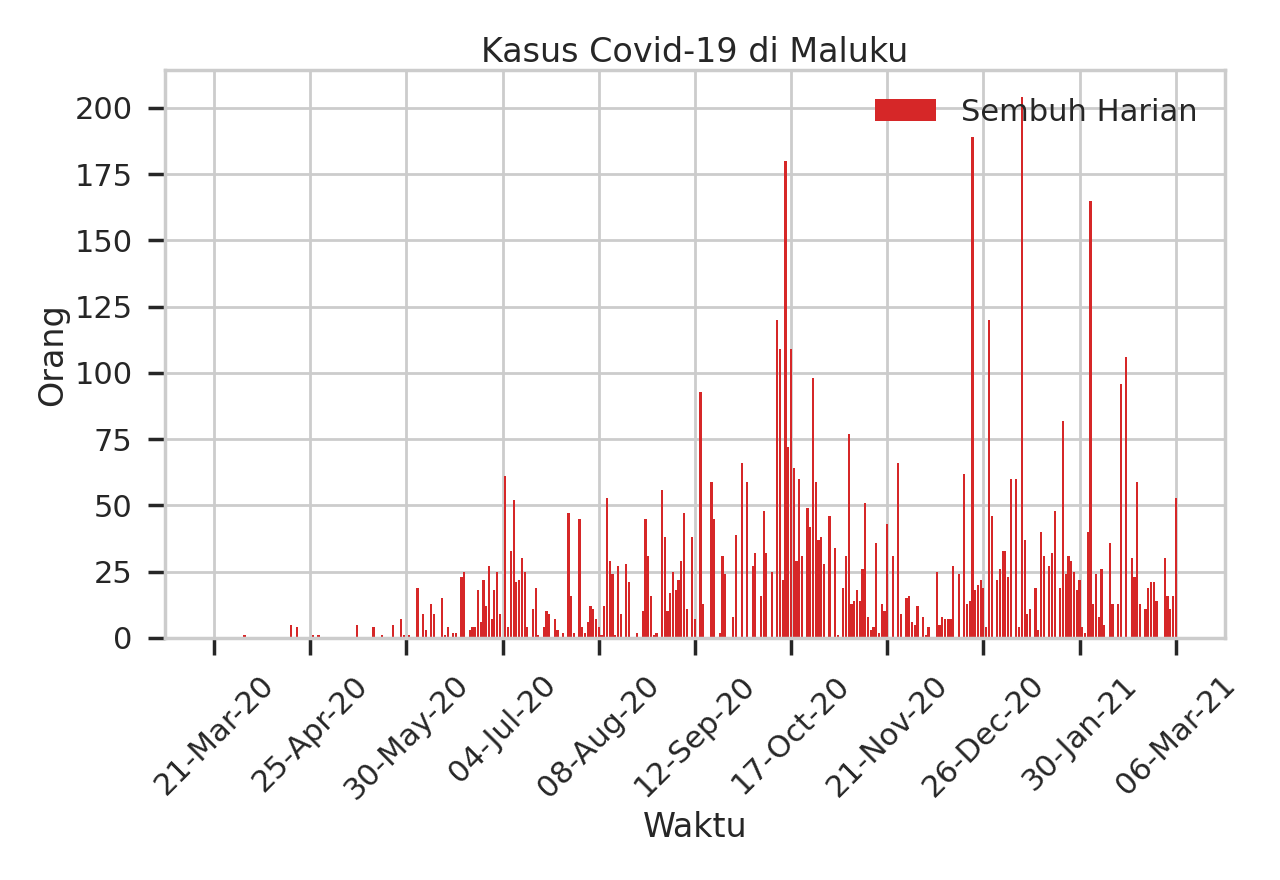 Kasus Covid-19 di Maluku
Sembuh Harian
Orang
200
175
150
125
100
75
50
25
0
21-Mar-20
25-Apr-20
30-May-20
04-Jul-20
08-Aug-20
12-Sep-20
17-Oct-20
21-Nov-20
26-Dec-20
30-Jan-21
06-Mar-21
Waktu